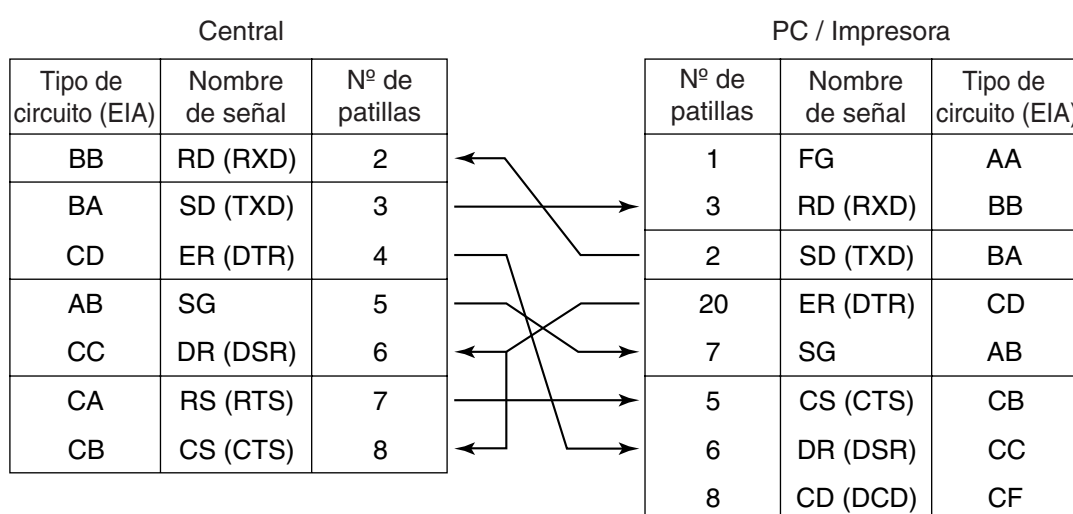 Central
Tipo de circuito (EIA) Nombre de señal Nº de patillas
BB RD (RXD) 2
BA SD (TXD) 3
CD ER (DTR) 4
AB SG 5
CC DR (DSR) 6
CA RS (RTS) 7
CB CS (CTS) 8
PC / Impresora
Nº de patillas Nombre de señal Tipo de circuito (EIA)
1 FG AA
3 RD (RXD) BB
2 SD (TXD) BA
20 ER (DTR) CD
7 SG AB
5 CS (CTS) CB
6 DR (DSR) CC
8 CD (DCD) CF